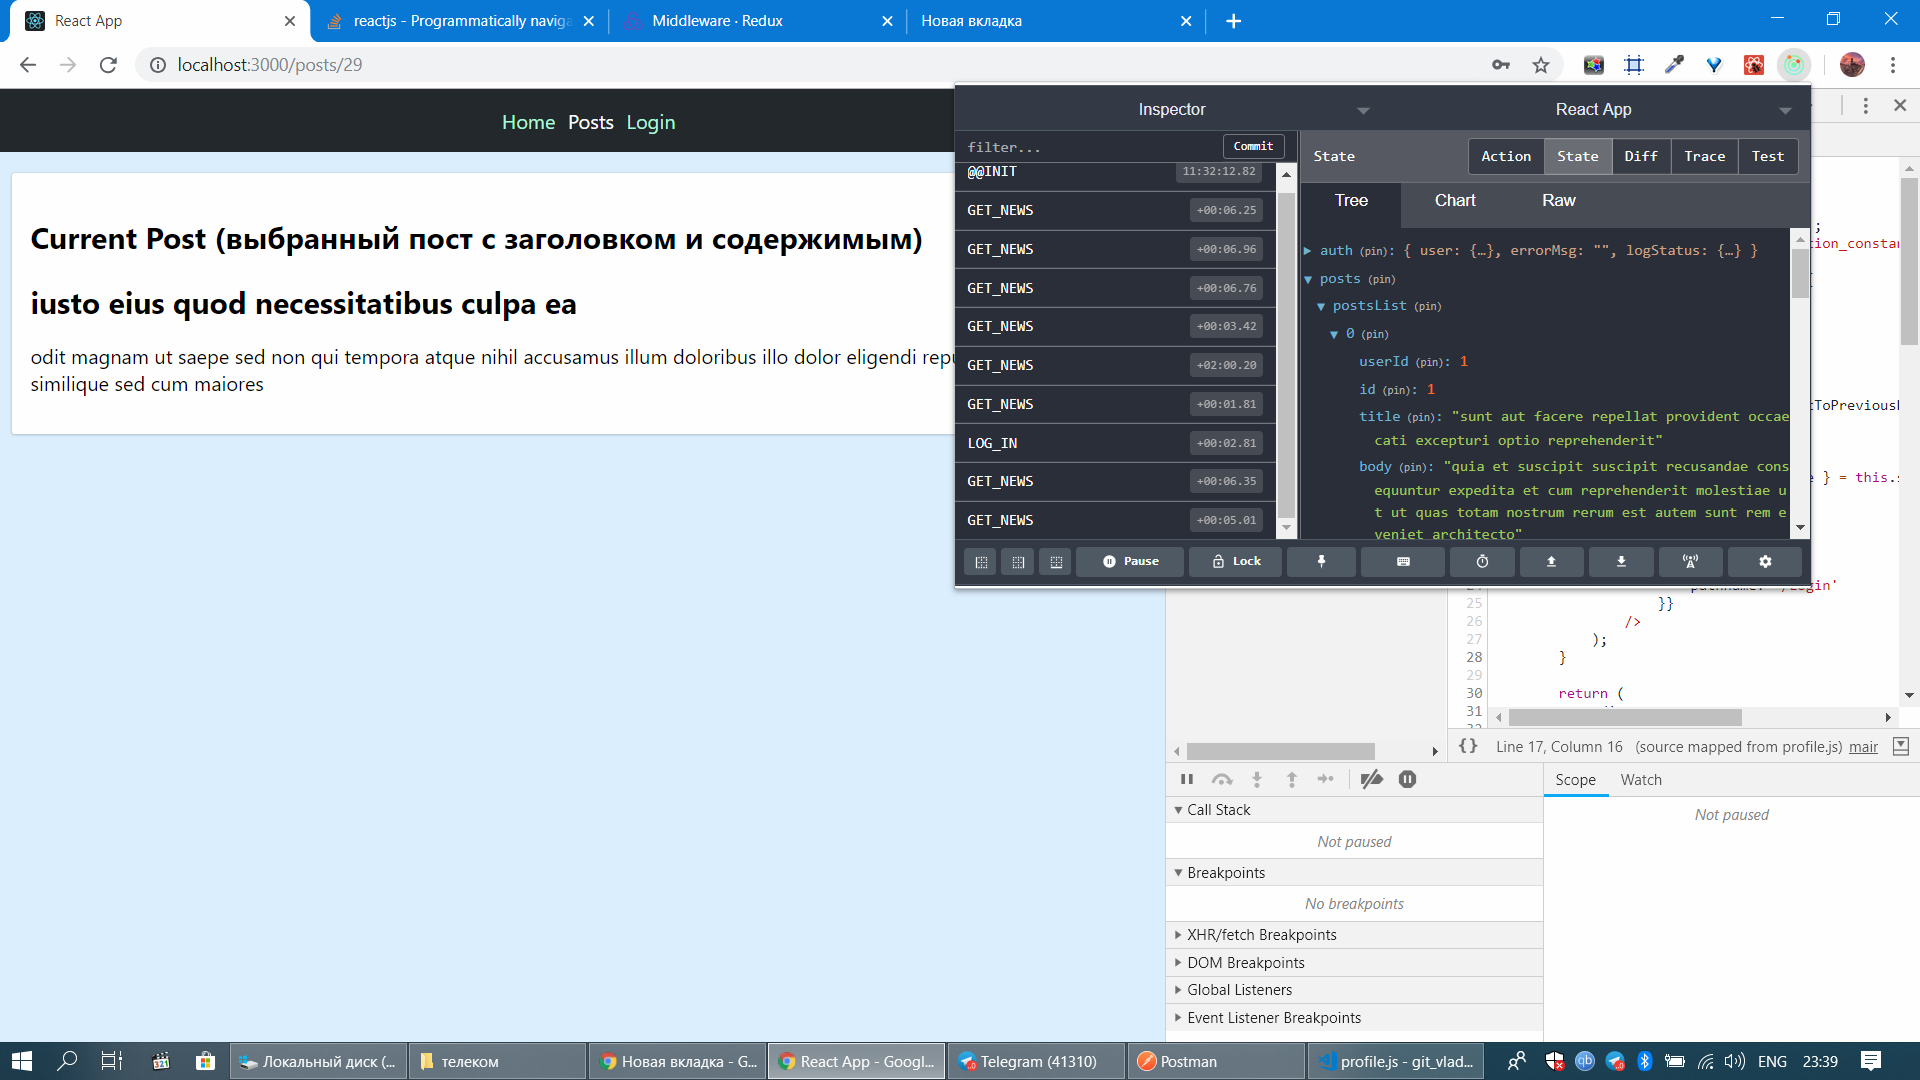 React App
reactjs - Programmatically naviga
Middleware · Redux
Новая вкладка
localhost:3000/posts/29
Home Posts Login
Current Post (выбранный пост с заголовком и содержимым)
iusto eius quod necessitatibus culpa ea
odit magnam ut saepe sed non qui tempora atque nihil accusamus illum doloribus illo dolor eligendi repu
similique sed cum maiores
Inspector
React App
filter...
Commit
@@INIT 11:32:12.82
GET_NEWS +00:06.25
GET_NEWS +00:06.96
GET_NEWS +00:06.76
GET_NEWS +00:03.42
GET_NEWS +02:00.20
GET_NEWS +00:01.81
LOG_IN +00:02.81
GET_NEWS +00:06.35
GET_NEWS +00:05.01
State
Action State Diff Trace Test
Tree Chart Raw
auth (pin): { user: {…}, errorMsg: "", logStatus: {…} }
posts (pin)
postsList (pin)
0 (pin)
userId (pin): 1
id (pin): 1
title (pin): "sunt aut facere repellat provident occae
cati excepturi optio reprehenderit"
body (pin): "quia et suscipit suscipit recusandae cons
equuntur expedita et cum reprehenderit molestiae u
t ut quas totam nostrum rerum est autem sunt rem e
veniet architecto"
Pause
Lock
;
ion_constan
{
tToPreviousR
e } = this.s
25 }}
26 />
27 );
28 }
29
30 return (
31
{} Line 17, Column 16 (source mapped from profile.js) mair
Call Stack
Not paused
Breakpoints
No breakpoints
XHR/fetch Breakpoints
DOM Breakpoints
Global Listeners
Event Listener Breakpoints
Scope Watch
Not paused
321
Локальный диск (...
телеком
Новая вкладка - G...
React App - Googl...
Telegram (41310)
Postman
profile.js - git_vlad...
qb
ENG
23:39